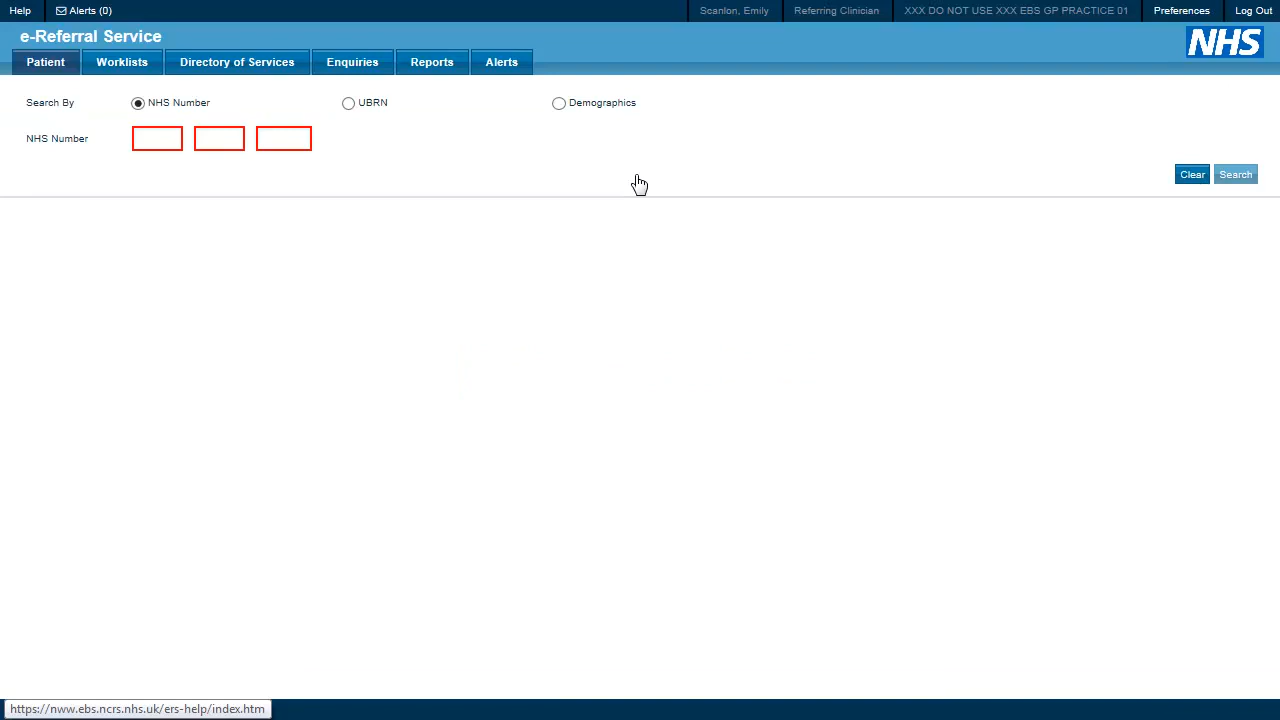 Help Alerts (0) Scanlon, Emily Referring Clinician XXX DO NOT USE XXX EBS GP PRACTICE 01 Preferences Log Out
e-Referral Service NHS
Patient Worklists Directory of Services Enquiries Reports Alerts
Search By NHS Number UBRN Demographics
NHS Number
Clear Search
https://nww.ebs.ncrs.nhs.uk/ers-help/index.htm